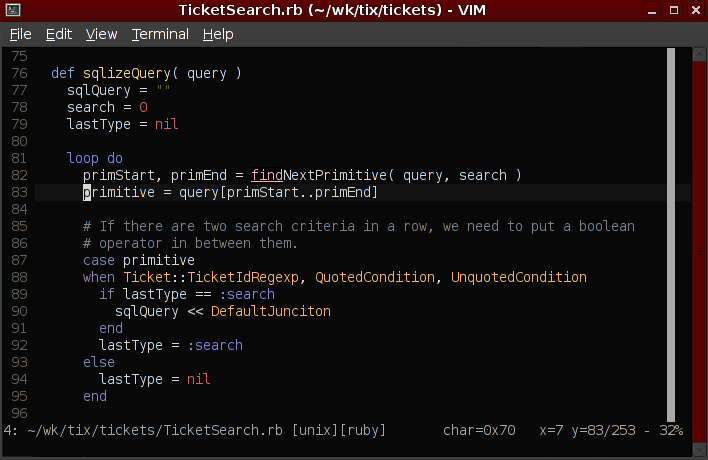 TicketSearch.rb (~/wk/tix/tickets) - VIM
File Edit View Terminal Help
75
76   def sqlizeQuery( query )
77     sqlQuery = ""
78     search = 0
79     lastType = nil
80
81     loop do
82       primStart, primEnd = findNextPrimitive( query, search )
83       primitive = query[primStart..primEnd]
84
85       # If there are two search criteria in a row, we need to put a boolean
86       # operator in between them.
87       case primitive
88       when Ticket::TicketIdRegexp, QuotedCondition, UnquotedCondition
89         if lastType == :search
90           sqlQuery << DefaultJunciton
91         end
92         lastType = :search
93       else
94         lastType = nil
95       end
96
4: ~/wk/tix/tickets/TicketSearch.rb [unix][ruby] char=0x70 x=7 y=83/253 - 32%